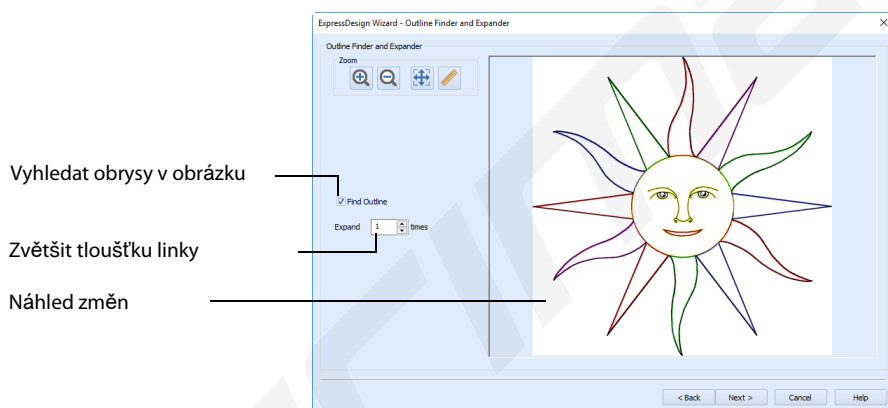 ExpressDesign Wizard - Outline Finder and Expander
Outline Finder and Expander
Zoom
Vyhledat obrysy v obrázku
Find Outline
Expand 1 times
Zvětšit tloušťku linky
Náhled změn
< Back Next > Cancel Help